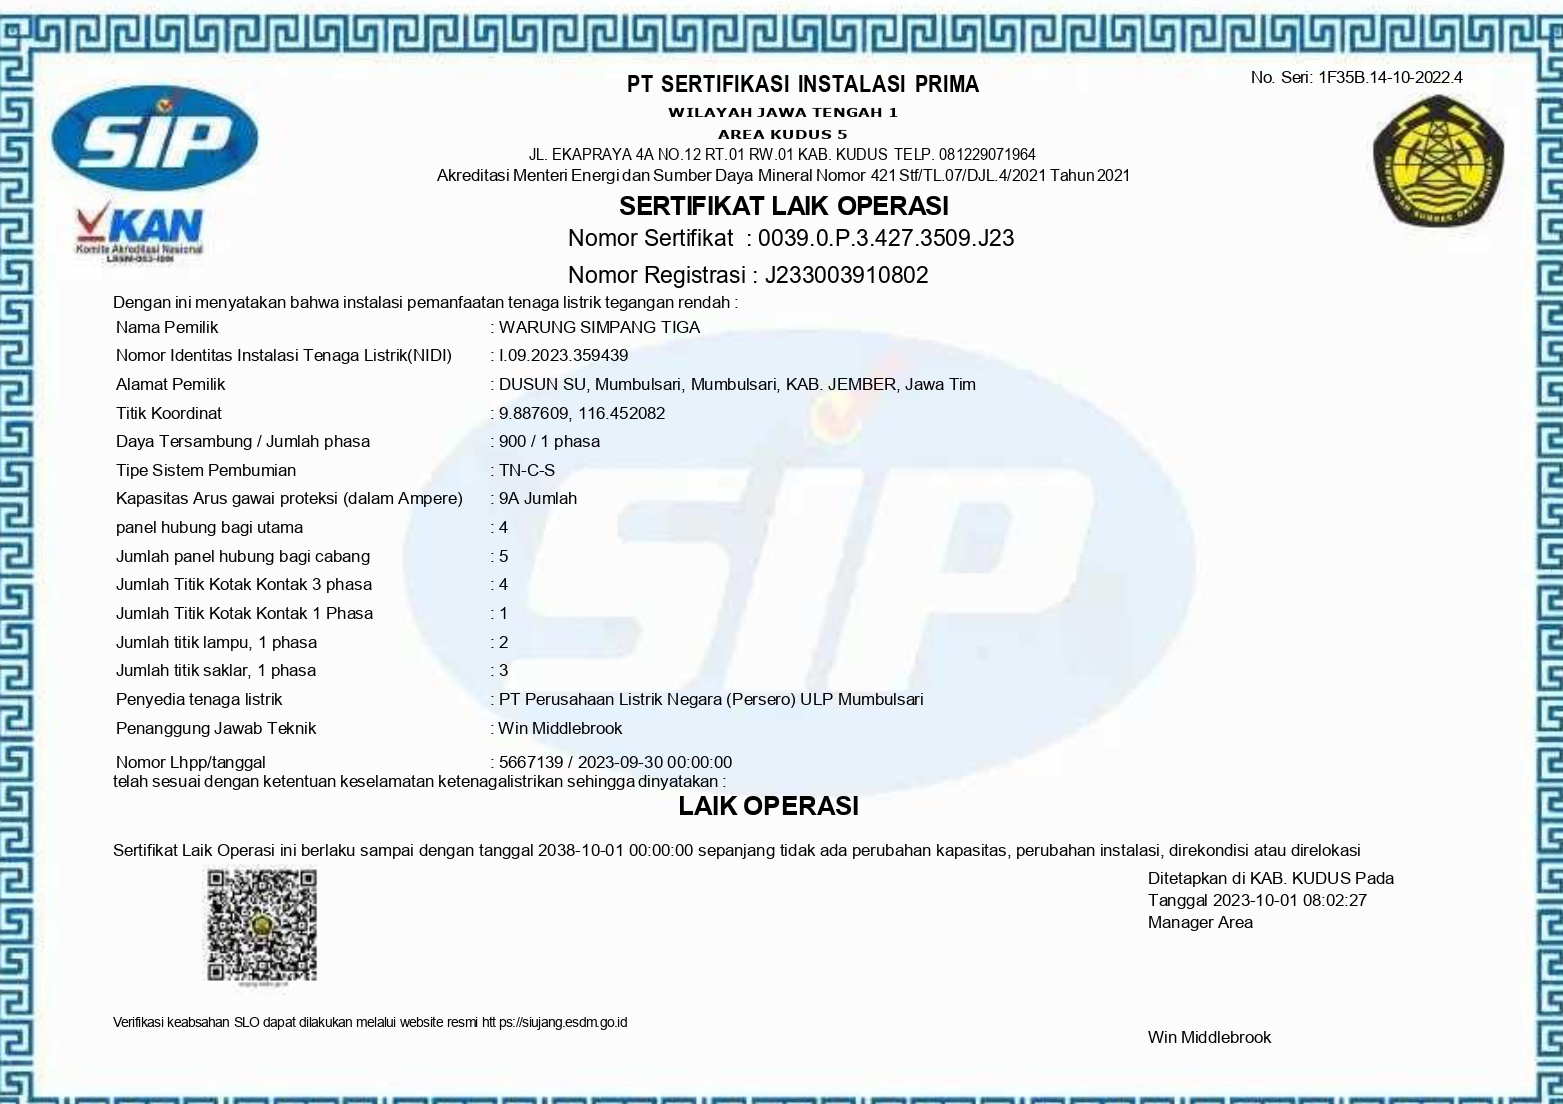 No. Seri: 1F35B.14-10-2022.4
PT SERTIFIKASI INSTALASI PRIMA
WILAYAH JAWA TENGAH 1
AREA KUDUS 5
JL. EKAPRAYA 4A NO.12 RT.01 RW.01 KAB. KUDUS TELP. 081229071964
Akreditasi Menteri Energi dan Sumber Daya Mineral Nomor 421 Stf/TL.07/DJL.4/2021 Tahun 2021
SIP
KAN
Komite Akreditasi Nasional
SERTIFIKAT LAIK OPERASI
Nomor Sertifikat : 0039.0.P.3.427.3509.J23
Nomor Registrasi : J233003910802
Dengan ini menyatakan bahwa instalasi pemanfaatan tenaga listrik tegangan rendah :
Nama Pemilik : WARUNG SIMPANG TIGA
Nomor Identitas Instalasi Tenaga Listrik(NIDI) : I.09.2023.359439
Alamat Pemilik : DUSUN SU, Mumbulsari, Mumbulsari, KAB. JEMBER, Jawa Tim
Titik Koordinat : 9.887609, 116.452082
Daya Tersambung / Jumlah phasa : 900 / 1 phasa
Tipe Sistem Pembumian : TN-C-S
Kapasitas Arus gawai proteksi (dalam Ampere) : 9A Jumlah
panel hubung bagi utama : 4
Jumlah panel hubung bagi cabang : 5
Jumlah Titik Kotak Kontak 3 phasa : 4
Jumlah Titik Kotak Kontak 1 Phasa : 1
Jumlah titik lampu, 1 phasa : 2
Jumlah titik saklar, 1 phasa : 3
Penyedia tenaga listrik : PT Perusahaan Listrik Negara (Persero) ULP Mumbulsari
Penanggung Jawab Teknik : Win Middlebrook
Nomor Lhpp/tanggal : 5667139 / 2023-09-30 00:00:00
telah sesuai dengan ketentuan keselamatan ketenagalistrikan sehingga dinyatakan :
LAIK OPERASI
Sertifikat Laik Operasi ini berlaku sampai dengan tanggal 2038-10-01 00:00:00 sepanjang tidak ada perubahan kapasitas, perubahan instalasi, direkondisi atau direlokasi
Ditetapkan di KAB. KUDUS Pada
Tanggal 2023-10-01 08:02:27
Manager Area
Verifikasi keabsahan SLO dapat dilakukan melalui website resmi htt ps://siujang.esdm.go.id
Win Middlebrook